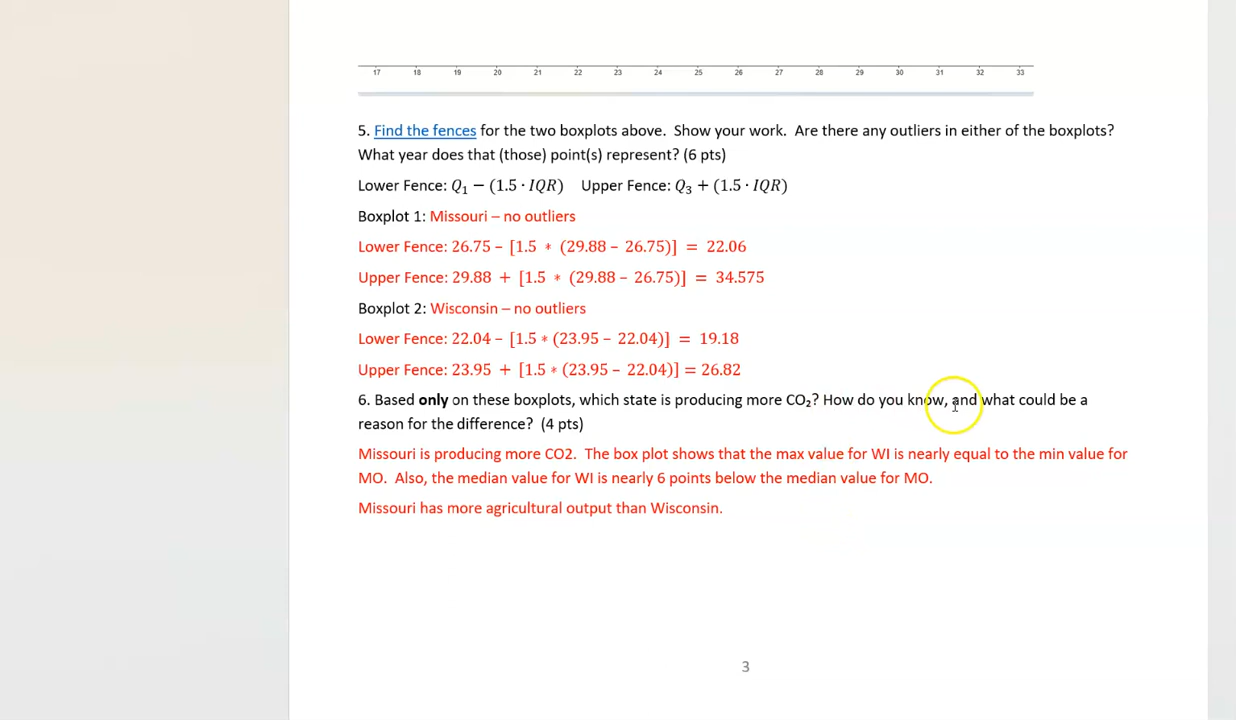 17 18 19 20 21 22 23 24 25 26 27 28 29 30 31 32 33
5. Find the fences for the two boxplots above. Show your work. Are there any outliers in either of the boxplots?
What year does that (those) point(s) represent? (6 pts)
Lower Fence: Q₁ − (1.5 · IQR) Upper Fence: Q₃ + (1.5 · IQR)
Boxplot 1: Missouri – no outliers
Lower Fence: 26.75 – [1.5 * (29.88 – 26.75)] = 22.06
Upper Fence: 29.88 + [1.5 * (29.88 – 26.75)] = 34.575
Boxplot 2: Wisconsin – no outliers
Lower Fence: 22.04 – [1.5 * (23.95 – 22.04)] = 19.18
Upper Fence: 23.95 + [1.5 * (23.95 – 22.04)] = 26.82
6. Based only on these boxplots, which state is producing more CO₂? How do you know, and what could be a
reason for the difference? (4 pts)
Missouri is producing more CO2. The box plot shows that the max value for WI is nearly equal to the min value for
MO. Also, the median value for WI is nearly 6 points below the median value for MO.
Missouri has more agricultural output than Wisconsin.
3